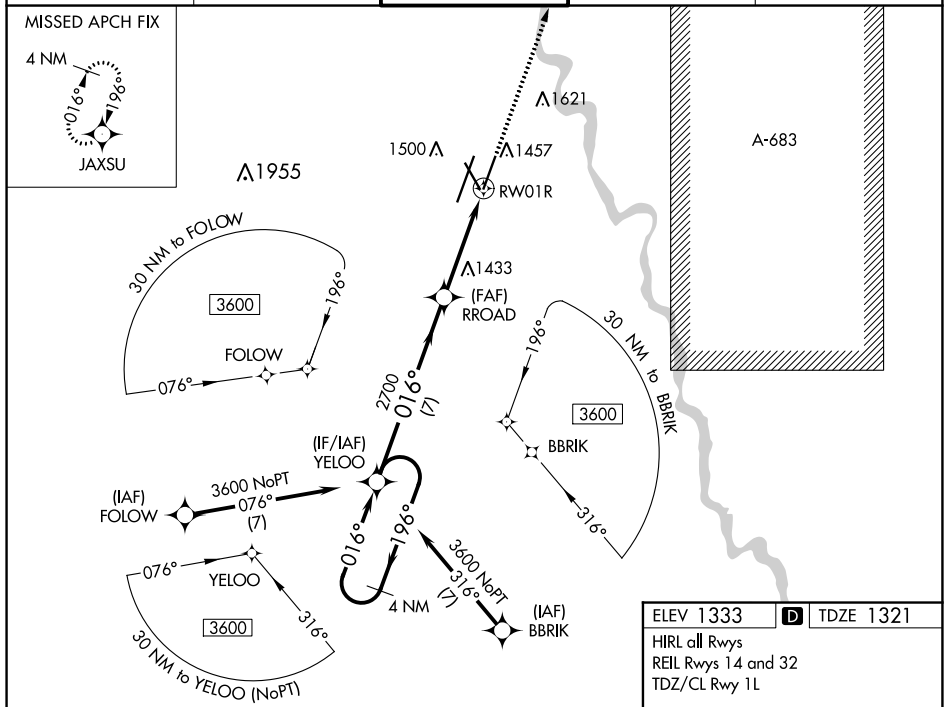 MISSED APCH FIX
4 NM
016°
196°
JAXSU
1955
1500
1457
1621
RW01R
A-683
1433
(FAF)
RROAD
30 NM to FOLOW
3600
196°
FOLOW
076°
2700
016°
(7)
196°
30 NM to BBRIK
3600
BBRIK
316°
(IF/IAF)
YELOO
(IAF)
FOLOW
3600 NoPT
076°
(7)
016°
196°
4 NM
3600 NoPT
316°
(7)
(IAF)
BBRIK
076°
YELOO
316°
3600
30 NM to YELOO (NoPT)
ELEV 1333 D TDZE 1321
HIRL all Rwys
REIL Rwys 14 and 32
TDZ/CL Rwy 1L